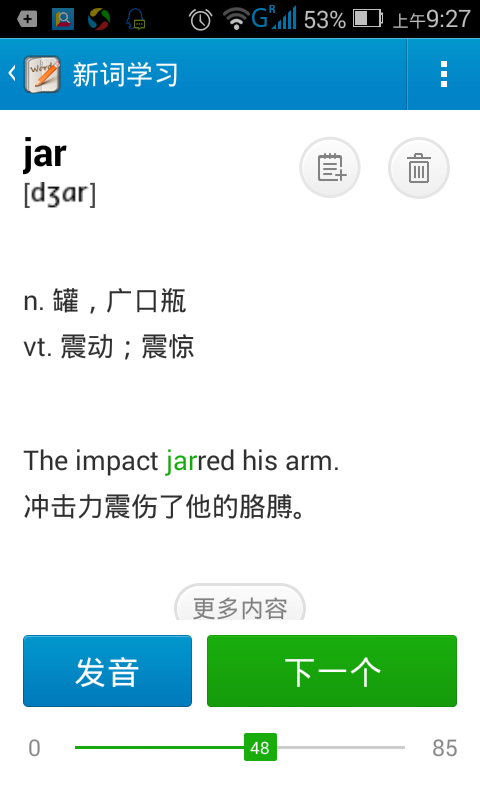 G R 53% 上午9:27
Words 新词学习
jar
[dʒɑr]
n. 罐，广口瓶
vt. 震动；震惊
The impact jarred his arm.
冲击力震伤了他的胳膊。
更多内容
发音 下一个
0 48 85